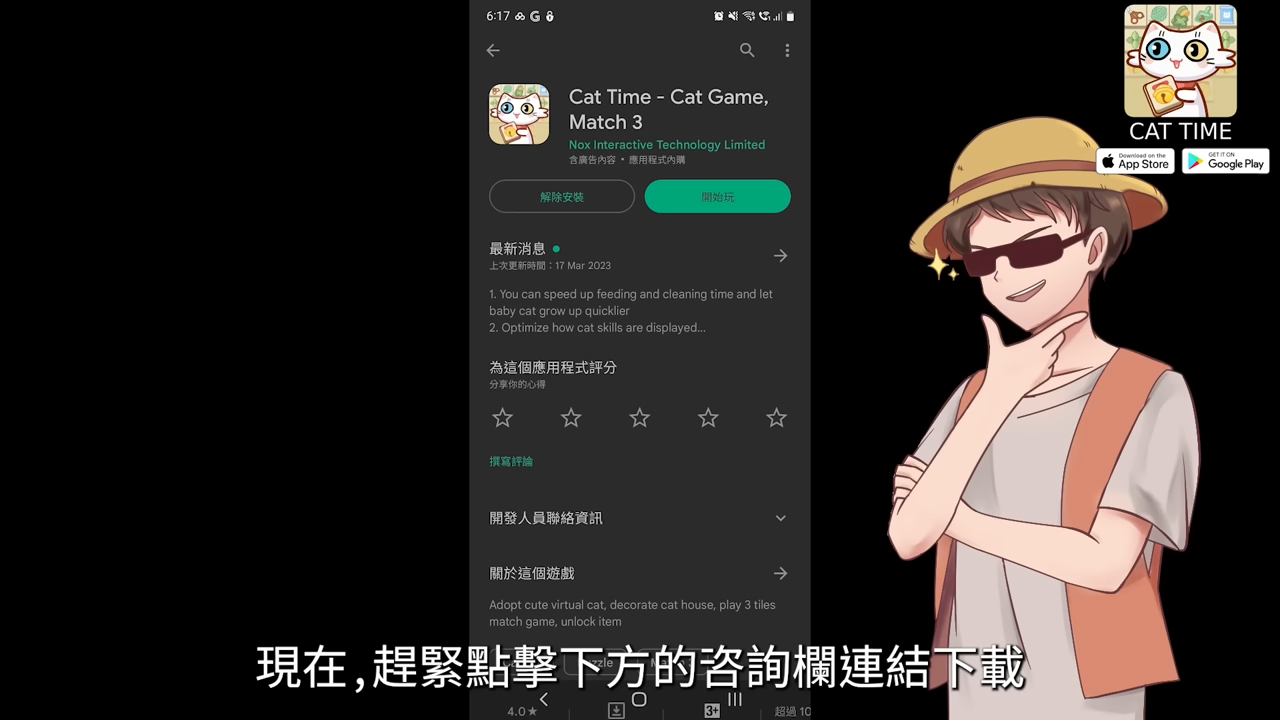 6:17
Cat Time - Cat Game,
Match 3
Nox Interactive Technology Limited
含廣告內容 • 應用程式內購
解除安裝
開始玩
最新消息
上次更新時間：17 Mar 2023
1. You can speed up feeding and cleaning time and let
baby cat grow up quicklier
2. Optimize how cat skills are displayed...
為這個應用程式評分
分享你的心得
撰寫評論
開發人員聯絡資訊
關於這個遊戲
Adopt cute virtual cat, decorate cat house, play 3 tiles
match game, unlock item
現在,趕緊點擊下方的咨詢欄連結下載
4.0★
3+
超過 10
CAT TIME
Download on the
App Store
GET IT ON
Google Play